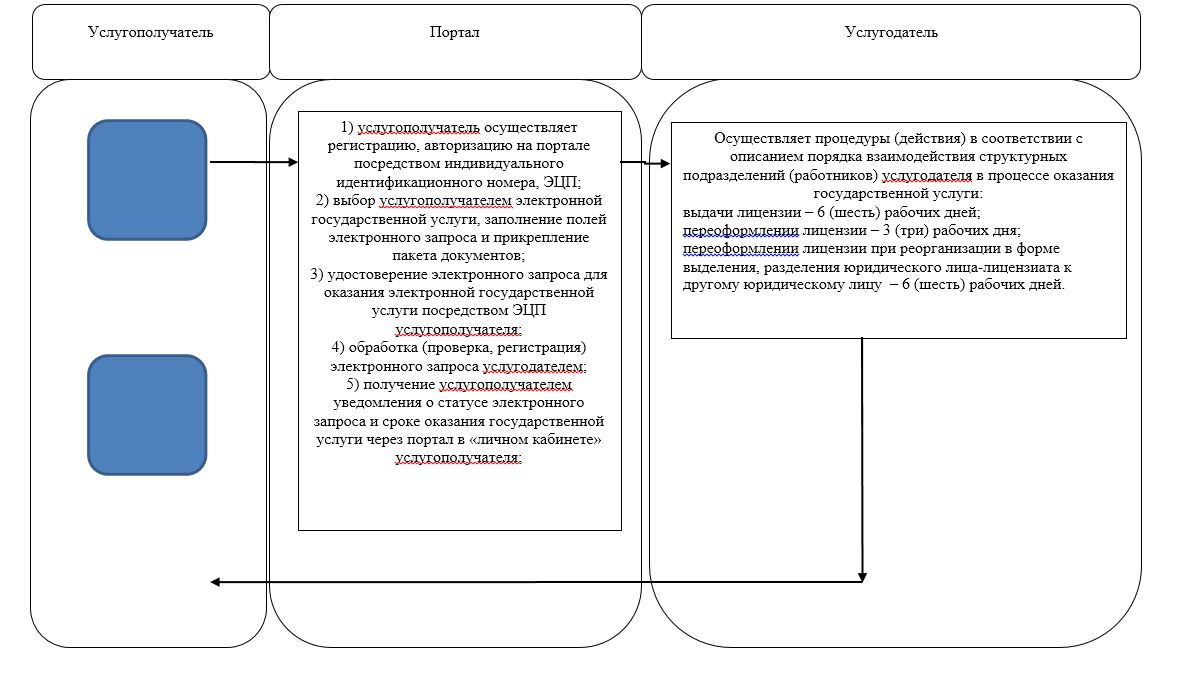 Услугополучатель
Портал
Услугодатель
1) услугополучатель осуществляет
регистрацию, авторизацию на портале
посредством индивидуального
идентификационного номера, ЭЦП;
2) выбор услугополучателем электронной
государственной услуги, заполнение полей
электронного запроса и прикрепление
пакета документов;
3) удостоверение электронного запроса для
оказания электронной государственной
услуги посредством ЭЦП
услугополучателя;
4) обработка (проверка, регистрация)
электронного запроса услугодателем;
5) получение услугополучателем
уведомления о статусе электронного
запроса и сроке оказания государственной
услуги через портал в «личном кабинете»
услугополучателя;
Осуществляет процедуры (действия) в соответствии с
описанием порядка взаимодействия структурных
подразделений (работников) услугодателя в процессе оказания
государственной услуги:
выдачи лицензии – 6 (шесть) рабочих дней;
переоформлении лицензии – 3 (три) рабочих дня;
переоформлении лицензии при реорганизации в форме
выделения, разделения юридического лица-лицензиата к
другому юридическому лицу – 6 (шесть) рабочих дней.